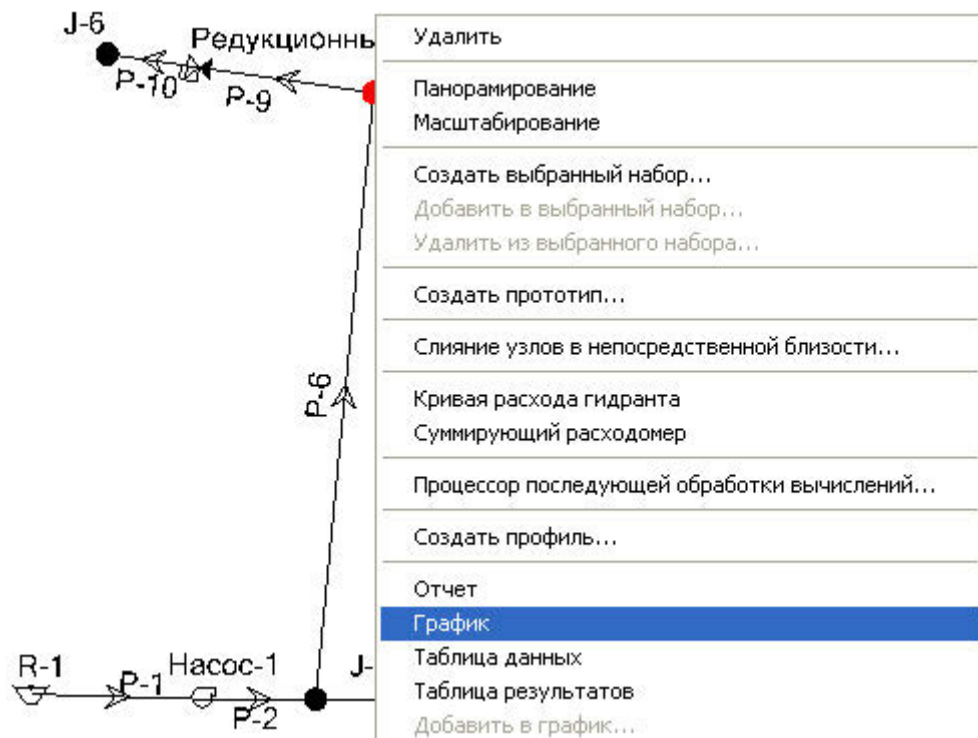 J-6
Редукционны
P-10
P-9
P-6
R-1
P-1
Насос-1
P-2
J-
Удалить
Панорамирование
Масштабирование
Создать выбранный набор...
Добавить в выбранный набор...
Удалить из выбранного набора...
Создать прототип...
Слияние узлов в непосредственной близости...
Кривая расхода гидранта
Суммирующий расходомер
Процессор последующей обработки вычислений...
Создать профиль...
Отчет
График
Таблица данных
Таблица результатов
Добавить в график...